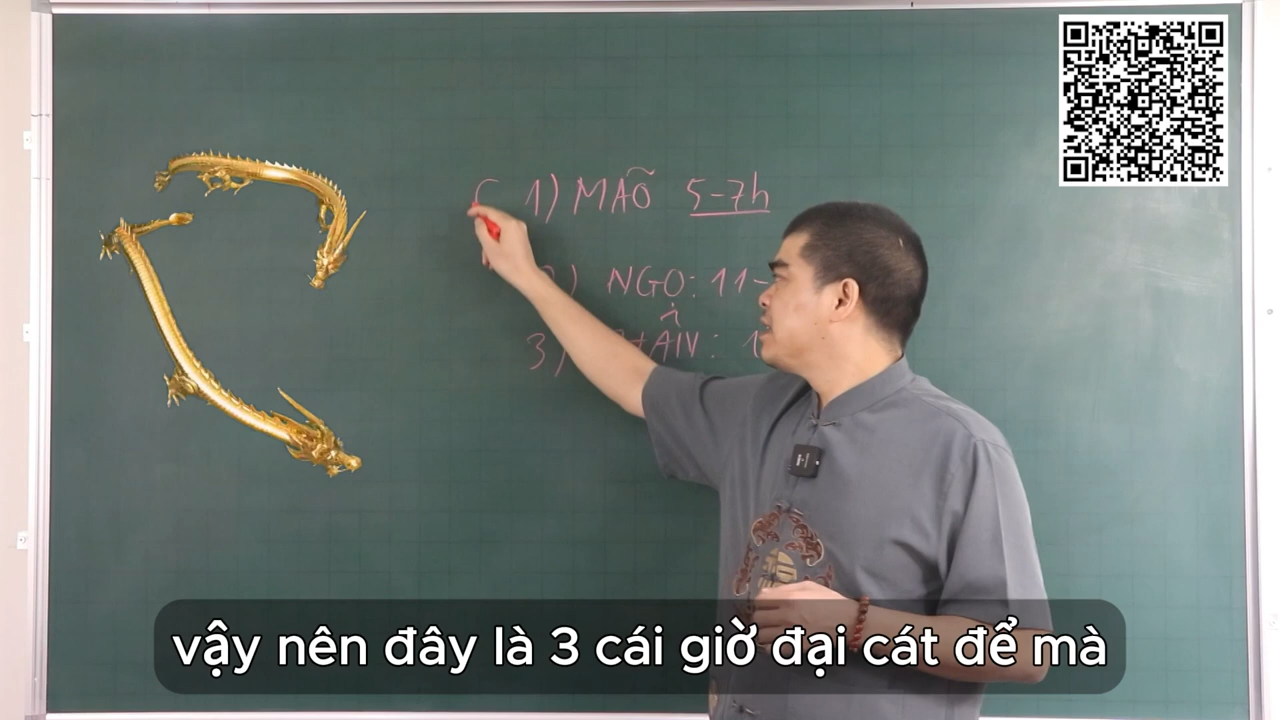 1) MÃO 5-7h
NGỌ: 11-
3)
vậy nên đây là 3 cái giờ đại cát để mà